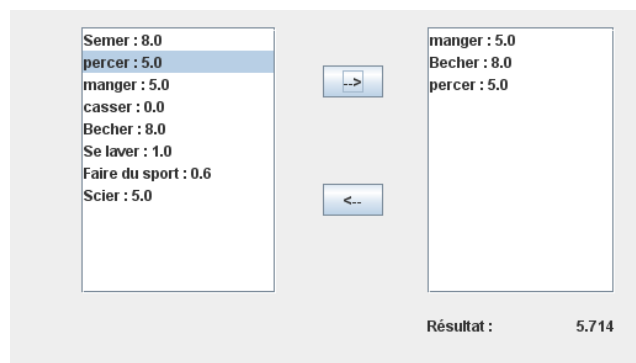 Semer : 8.0
percer : 5.0
manger : 5.0
casser : 0.0
Becher : 8.0
Se laver : 1.0
Faire du sport : 0.6
Scier : 5.0
-->
<--
manger : 5.0
Becher : 8.0
percer : 5.0
Résultat : 5.714